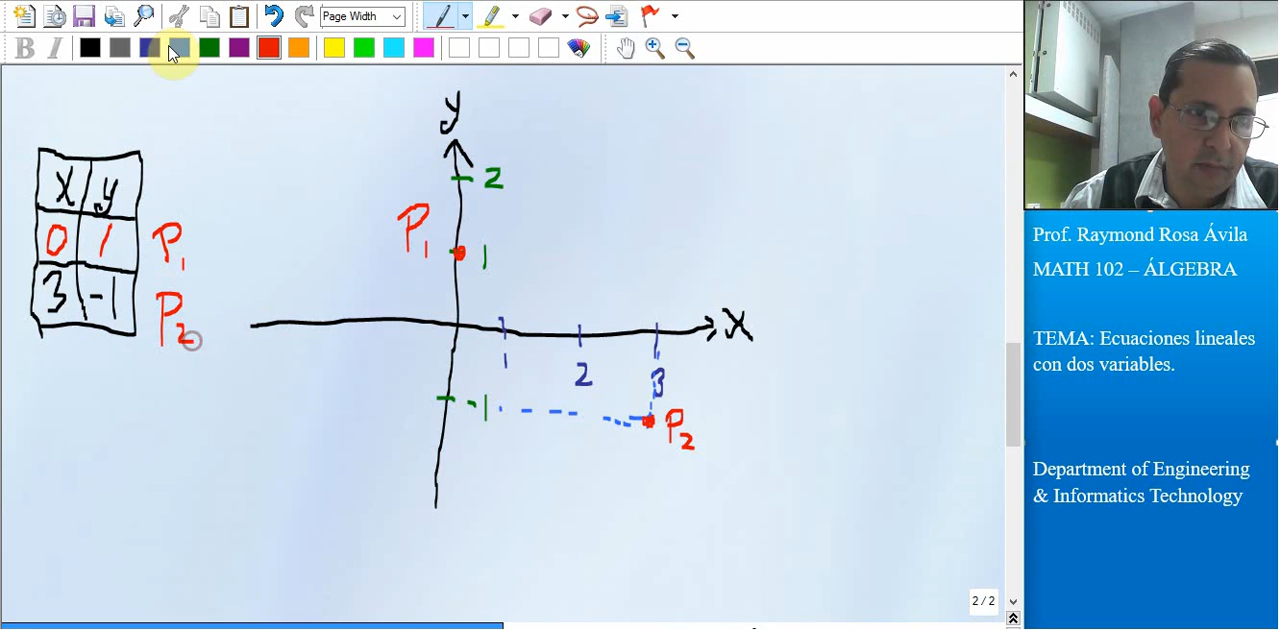 Page Width
B I
y
2
x y
0 1 P1
P1 1
3 -1 P2
x
1 2 3
-1
P2
2 / 2
Prof. Raymond Rosa Ávila
MATH 102 – ÁLGEBRA
TEMA: Ecuaciones lineales
con dos variables.
Department of Engineering
& Informatics Technology